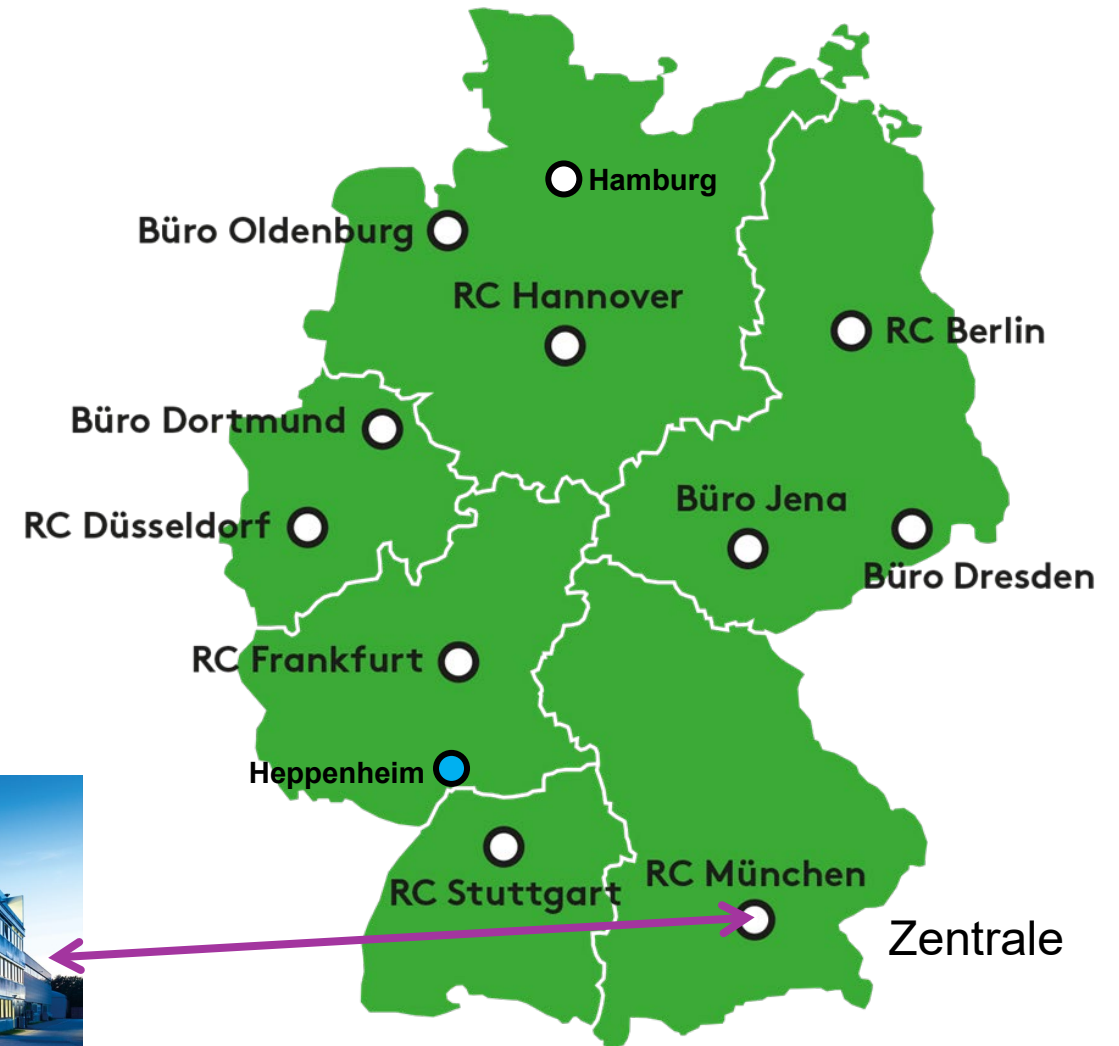 Hamburg
Büro Oldenburg
RC Hannover
RC Berlin
Büro Dortmund
Büro Jena
RC Düsseldorf
Büro Dresden
RC Frankfurt
Heppenheim
RC Stuttgart
RC München
Zentrale